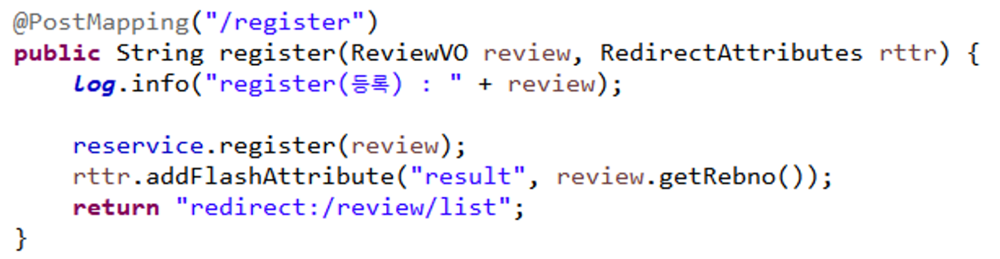 @PostMapping("/register")
public String register(ReviewVO review, RedirectAttributes rttr) {
    log.info("register(등록) : " + review);

    reservice.register(review);
    rttr.addFlashAttribute("result", review.getRebno());
    return "redirect:/review/list";
}